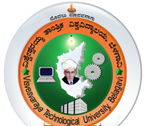 ವಿಶ್ವೇಶ್ವರಯ್ಯ ತಾಂತ್ರಿಕ ವಿಶ್ವವಿದ್ಯಾಲಯ, ಬೆಳಗಾವಿ
Visvesvaraya Technological University, Belagavi